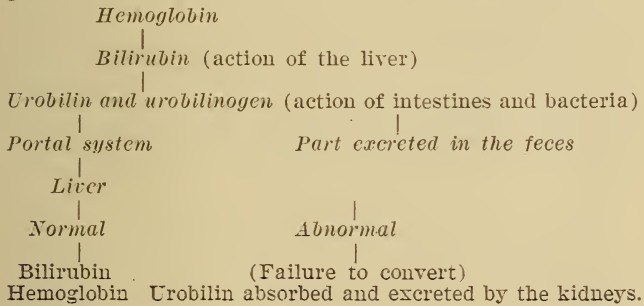 Hemoglobin
Bilirubin (action of the liver)
Urobilin and urobilinogen (action of intestines and bacteria)
Portal system Part excreted in the feces
Liver
Normal Abnormal
Bilirubin (Failure to convert)
Hemoglobin Urobilin absorbed and excreted by the kidneys.